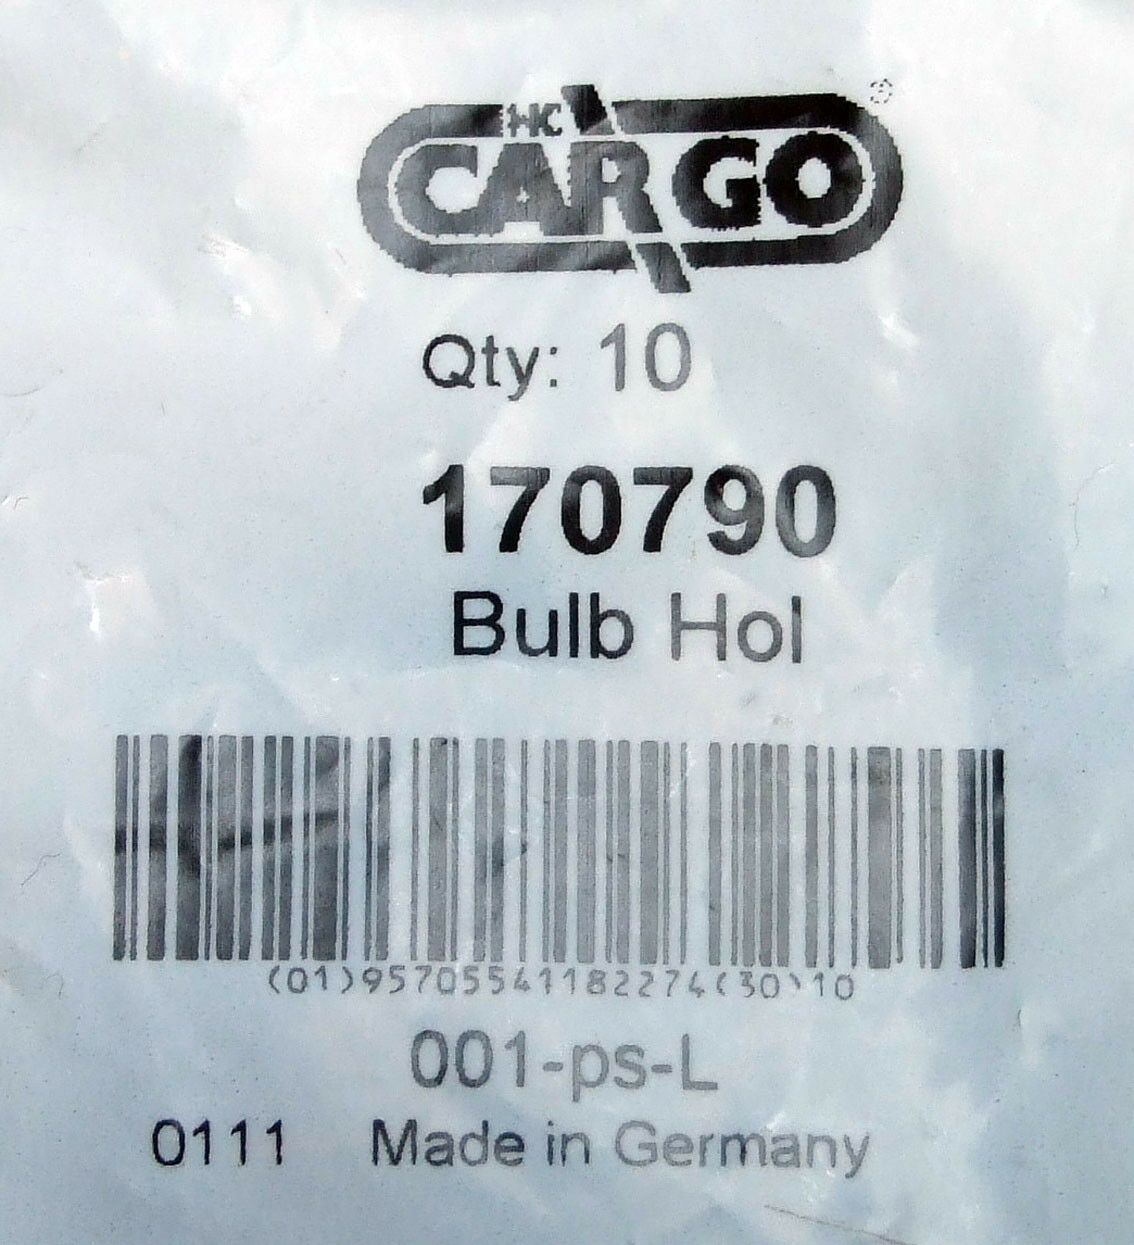 HC
CARGO ®
Qty: 10
170790
Bulb Hol
(01)95705541182274(30)10
001-ps-L
0111 Made in Germany